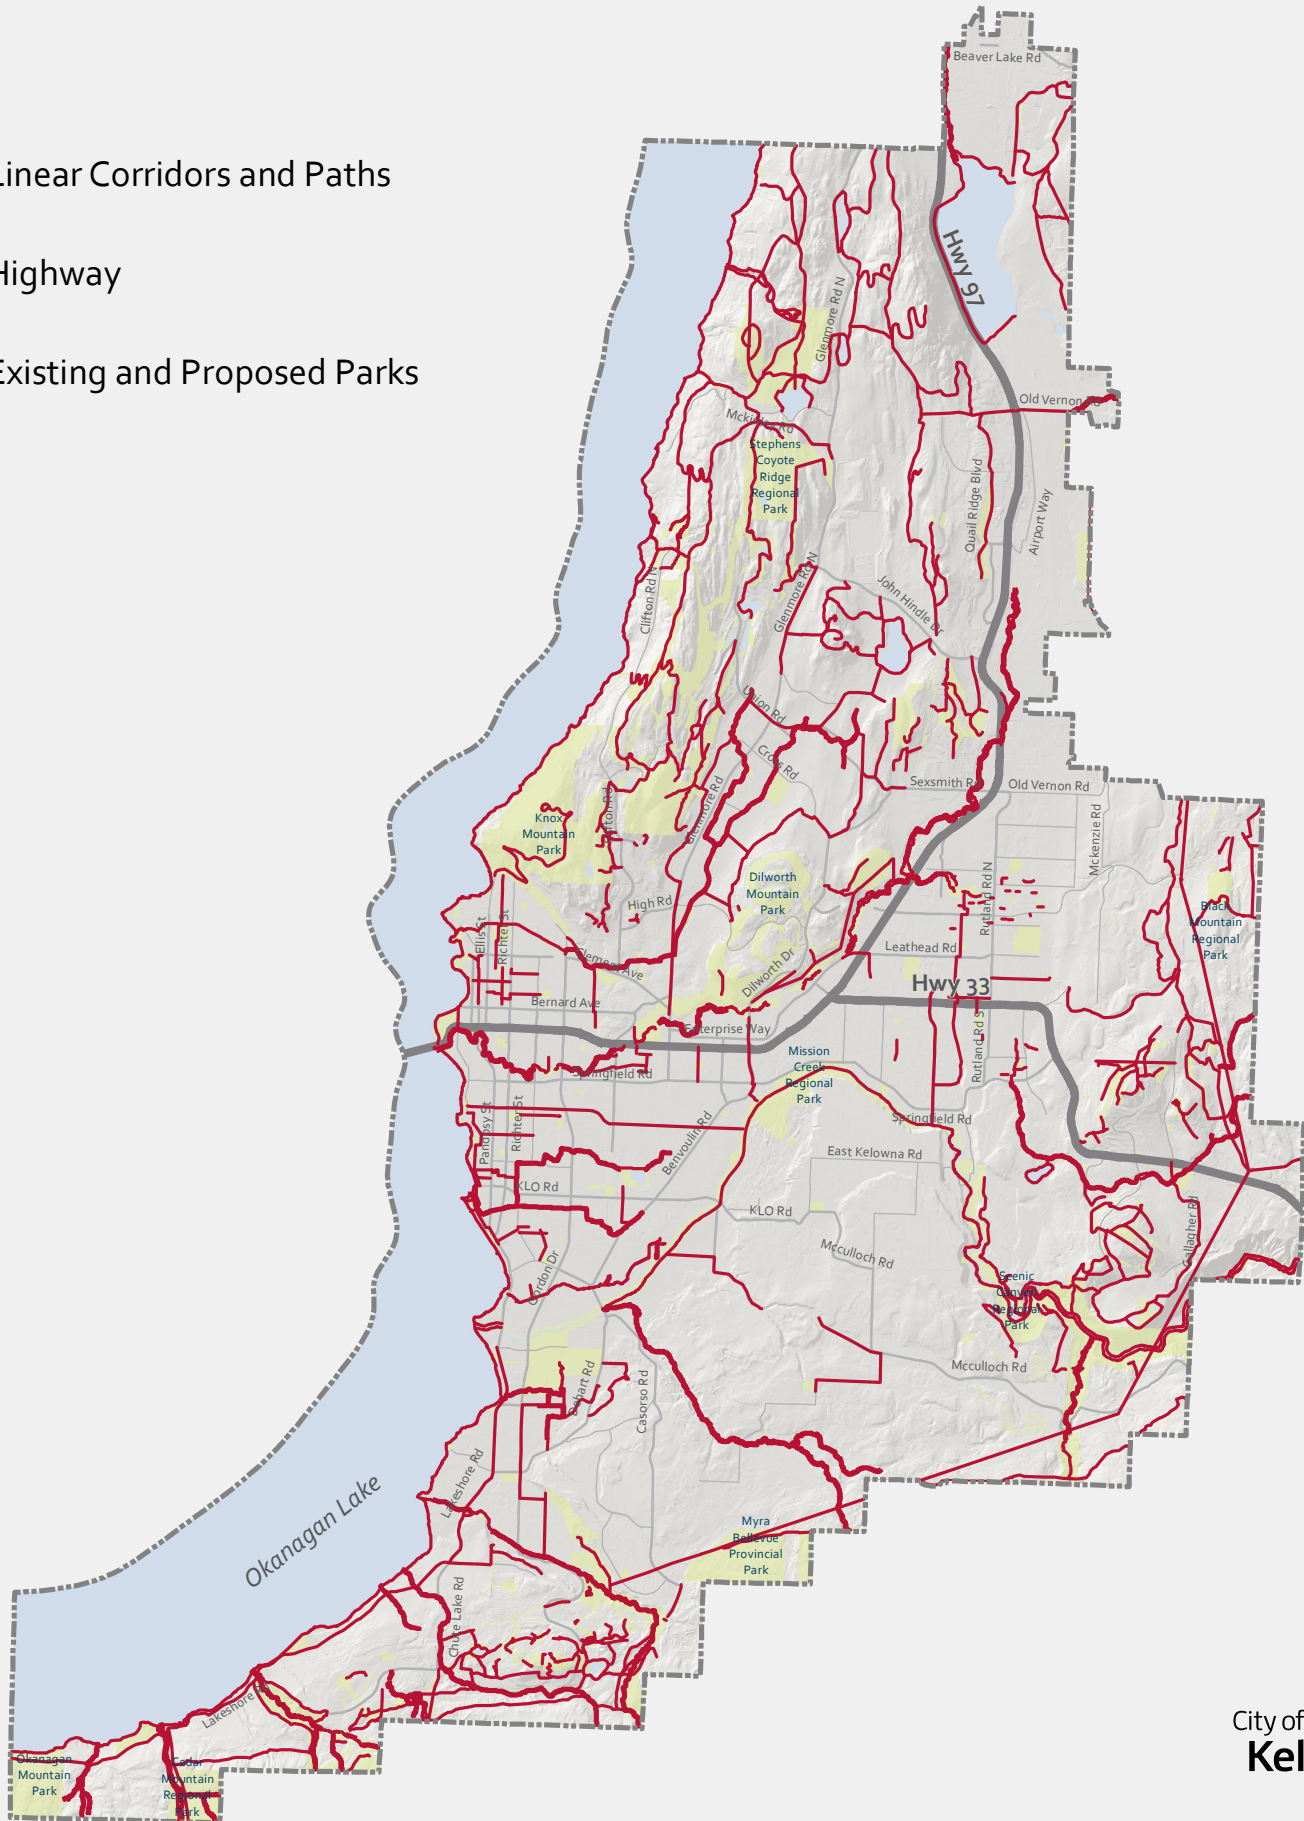 Beaver Lake Rd
Linear Corridors and Paths
Hwy 97
Highway
Glenmore Rd N
Existing and Proposed Parks
Old Vernon Rd
Mckinley Rd
Stephens
Coyote
Ridge
Regional
Park
Quail Ridge Blvd
Airport Way
Clifton Rd N
Glenmore Rd N
John Hindle Dr
Union Rd
Cross Rd
Sexsmith Rd
Old Vernon Rd
Clifton Rd
Glenmore Rd
Knox
Mountain
Park
Mckenzie Rd
Dilworth
Mountain
Park
High Rd
Rutland Rd N
Black
Mountain
Regional
Park
Ellis St
Richter St
Leathead Rd
Clement Ave
Dilworth Dr
Hwy 33
Bernard Ave
Enterprise Way
Rutland Rd S
Mission
Creek
Regional
Park
Springfield Rd
Pandosy St
Richter St
Benvoulin Rd
Springfield Rd
East Kelowna Rd
KLO Rd
KLO Rd
Mcculloch Rd
Gallagher Rd
Gordon Dr
Scenic
Canyon
Regional
Park
Mcculloch Rd
Dehart Rd
Casorso Rd
Lakeshore Rd
Okanagan Lake
Myra
Bellevue
Provincial
Park
Chute Lake Rd
Lakeshore Rd
City of
Kel
Okanagan
Mountain
Park
Cedar
Mountain
Regional
Park